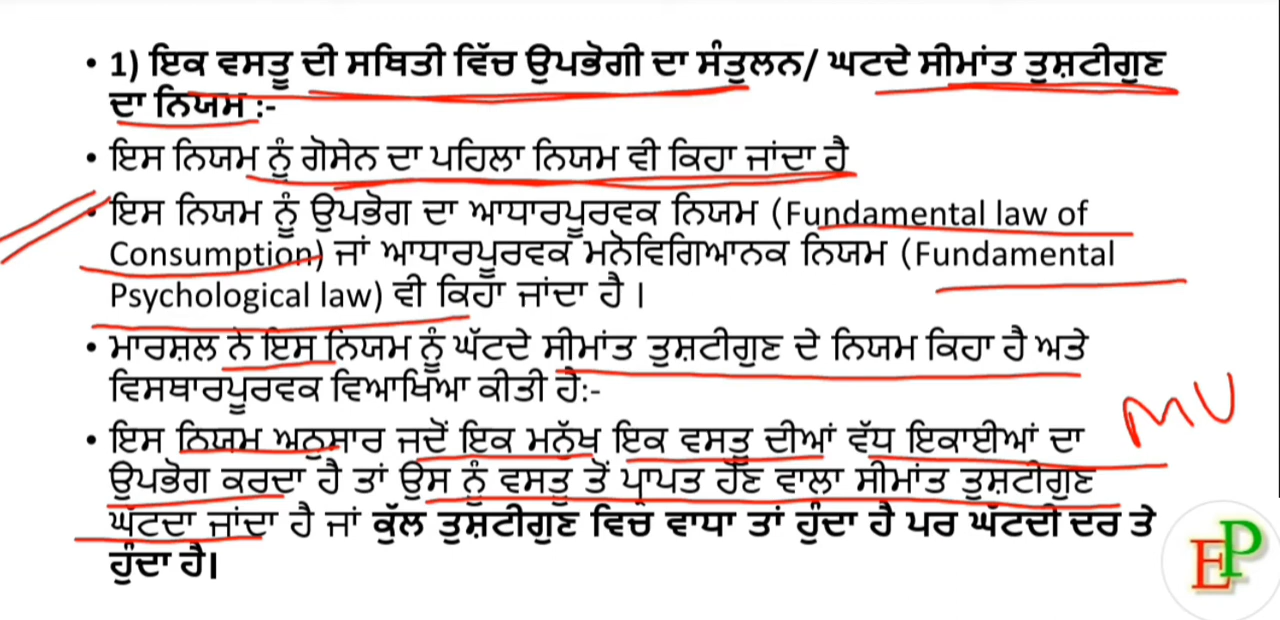 • 1) ਇਕ ਵਸਤੂ ਦੀ ਸਥਿਤੀ ਵਿੱਚ ਉਪਭੋਗੀ ਦਾ ਸੰਤੁਲਨ/ ਘਟਦੇ ਸੀਮਾਂਤ ਤੁਸ਼ਟੀਗੁਣ
ਦਾ ਨਿਯਮ :-
• ਇਸ ਨਿਯਮ ਨੂੰ ਗੋਸੇਨ ਦਾ ਪਹਿਲਾ ਨਿਯਮ ਵੀ ਕਿਹਾ ਜਾਂਦਾ ਹੈ
• ਇਸ ਨਿਯਮ ਨੂੰ ਉਪਭੋਗ ਦਾ ਆਧਾਰਪੂਰਵਕ ਨਿਯਮ (Fundamental law of
Consumption) ਜਾਂ ਆਧਾਰਪੂਰਵਕ ਮਨੋਵਿਗਿਆਨਕ ਨਿਯਮ (Fundamental
Psychological law) ਵੀ ਕਿਹਾ ਜਾਂਦਾ ਹੈ ।
• ਮਾਰਸ਼ਲ ਨੇ ਇਸ ਨਿਯਮ ਨੂੰ ਘੱਟਦੇ ਸੀਮਾਂਤ ਤੁਸ਼ਟੀਗੁਣ ਦੇ ਨਿਯਮ ਕਿਹਾ ਹੈ ਅਤੇ
ਵਿਸਥਾਰਪੂਰਵਕ ਵਿਆਖਿਆ ਕੀਤੀ ਹੈ:-
MU
• ਇਸ ਨਿਯਮ ਅਨੁਸਾਰ ਜਦੋਂ ਇਕ ਮਨੁੱਖ ਇਕ ਵਸਤੂ ਦੀਆਂ ਵੱਧ ਇਕਾਈਆਂ ਦਾ
ਉਪਭੋਗ ਕਰਦਾ ਹੈ ਤਾਂ ਉਸ ਨੂੰ ਵਸਤੂ ਤੋਂ ਪ੍ਰਾਪਤ ਹੋਣ ਵਾਲਾ ਸੀਮਾਂਤ ਤੁਸ਼ਟੀਗੁਣ
ਘੱਟਦਾ ਜਾਂਦਾ ਹੈ ਜਾਂ ਕੁੱਲ ਤੁਸ਼ਟੀਗੁਣ ਵਿਚ ਵਾਧਾ ਤਾਂ ਹੁੰਦਾ ਹੈ ਪਰ ਘੱਟਦੀ ਦਰ ਤੇ
ਹੁੰਦਾ ਹੈ।
EP